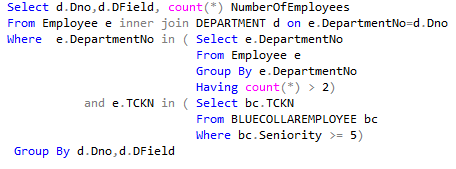 Select d.Dno,d.DField, count(*) NumberOfEmployees
From Employee e inner join DEPARTMENT d on e.DepartmentNo=d.Dno
Where e.DepartmentNo in ( Select e.DepartmentNo
From Employee e
Group By e.DepartmentNo
Having count(*) > 2)
and e.TCKN in ( Select bc.TCKN
From BLUECOLLAREMPLOYEE bc
Where bc.Seniority >= 5)
Group By d.Dno,d.DField